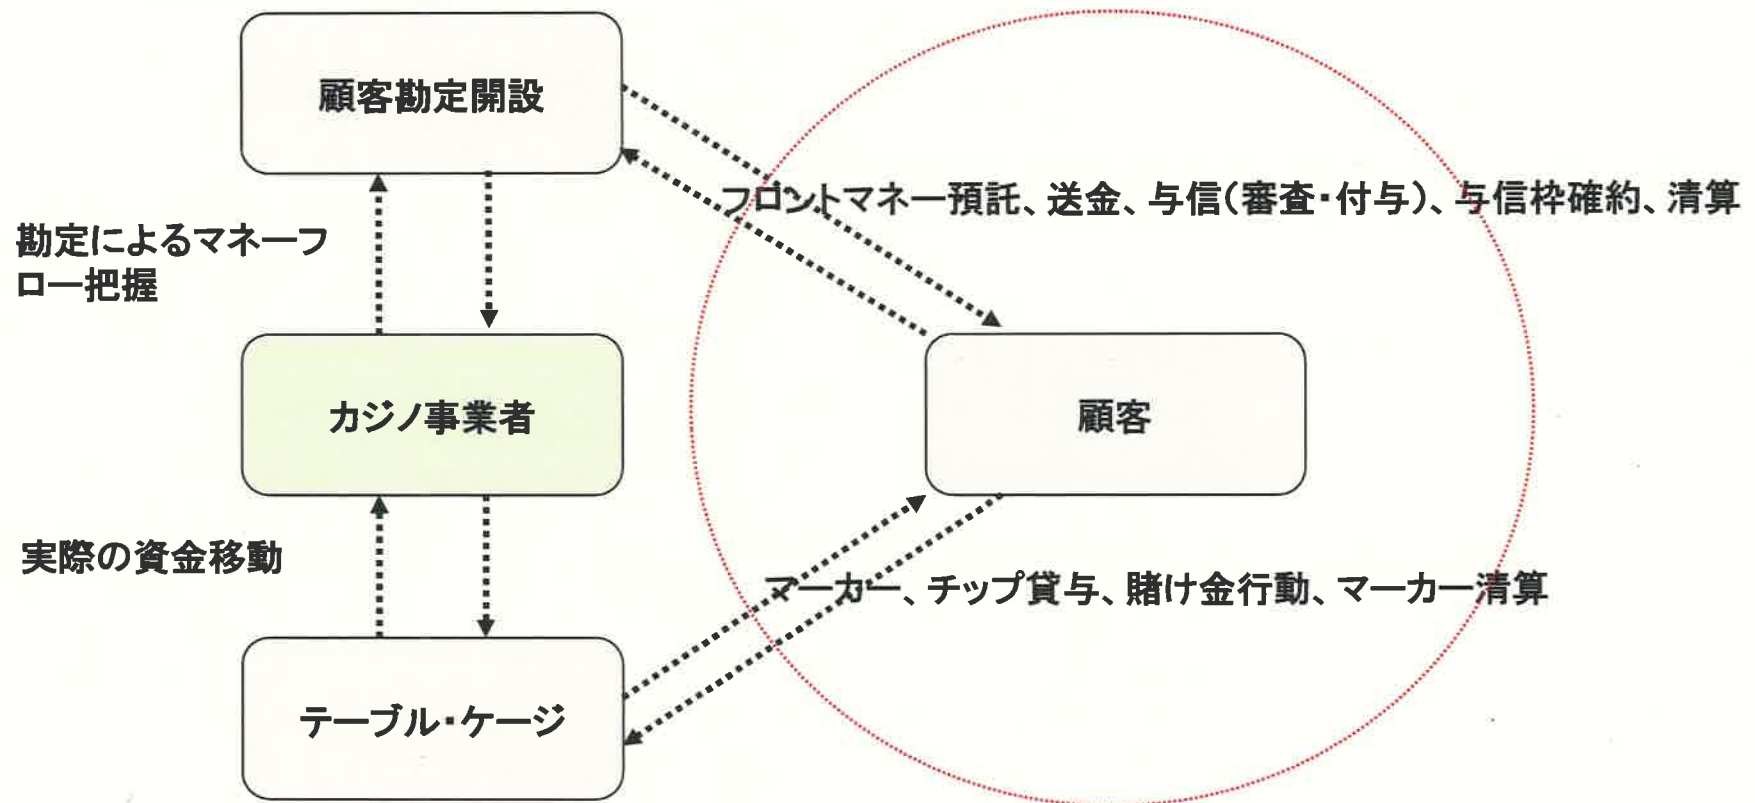 顧客勘定開設
フロントマネー預託、送金、与信(審査・付与)、与信枠確約、清算
勘定によるマネーフ
ロー把握
カジノ事業者
顧客
実際の資金移動
マーカー、チップ貸与、賭け金行動、マーカー清算
テーブル・ケージ